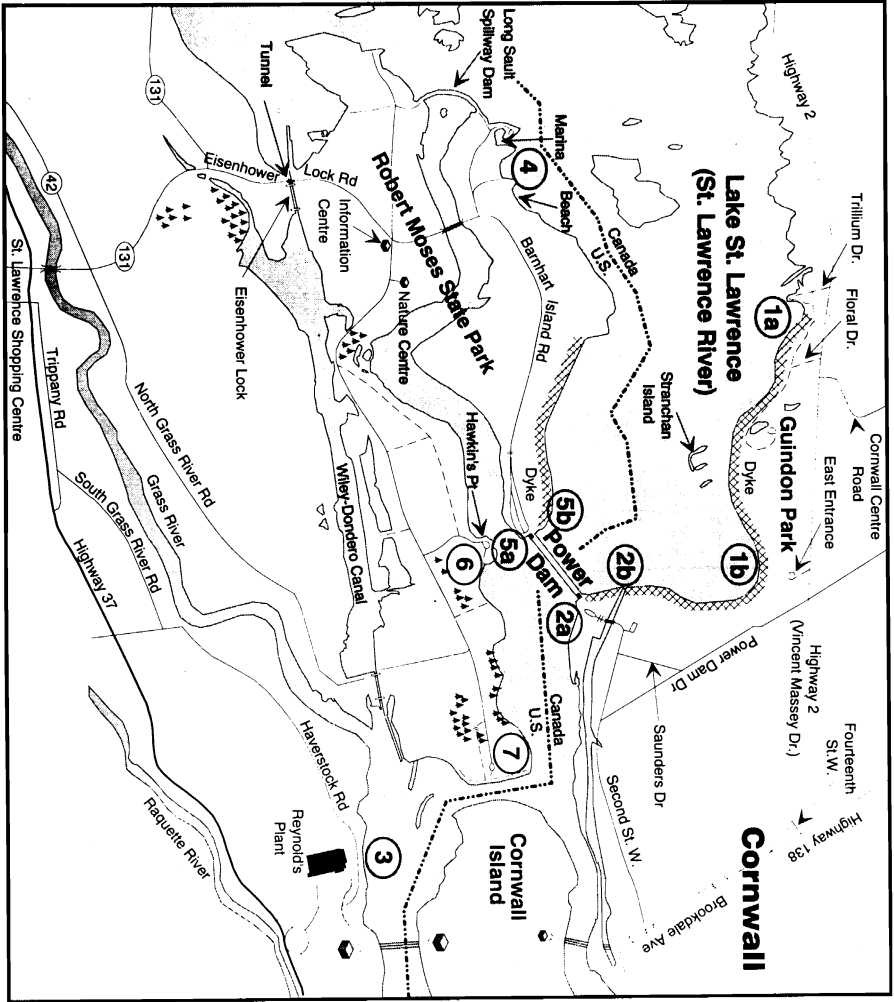 Highway 2
Trillium Dr.
Floral Dr.
Cornwall Centre
Road
East Entrance
Guindon Park
1a
1b
Dyke
Lake St. Lawrence
(St. Lawrence River)
Stranchan
Island
Highway 2
(Vincent Massey Dr.)
Fourteenth
St.W.
Highway 138
Cornwall
Brookdale Ave
Power Dam Dr
Saunders Dr
Second St. W.
2b
2a
Power
Dam
5b
5a
Canada
U.S.
Canada
U.S.
Long Sault
Spillway Dam
Marina
4
Beach
Barnhart Island Rd
Dyke
Robert Moses State Park
Hawkin's Pt
6
7
Cornwall
Island
Tunnel
131
Eisenhower Lock Rd
Information
Centre
Nature Centre
Eisenhower Lock
Wiley-Dondero Canal
42
131
North Grass River Rd
Grass River
South Grass River Rd
Trippany Rd
St. Lawrence Shopping Centre
Highway 37
Haverstock Rd
Reynold's
Plant
3
Raquette River